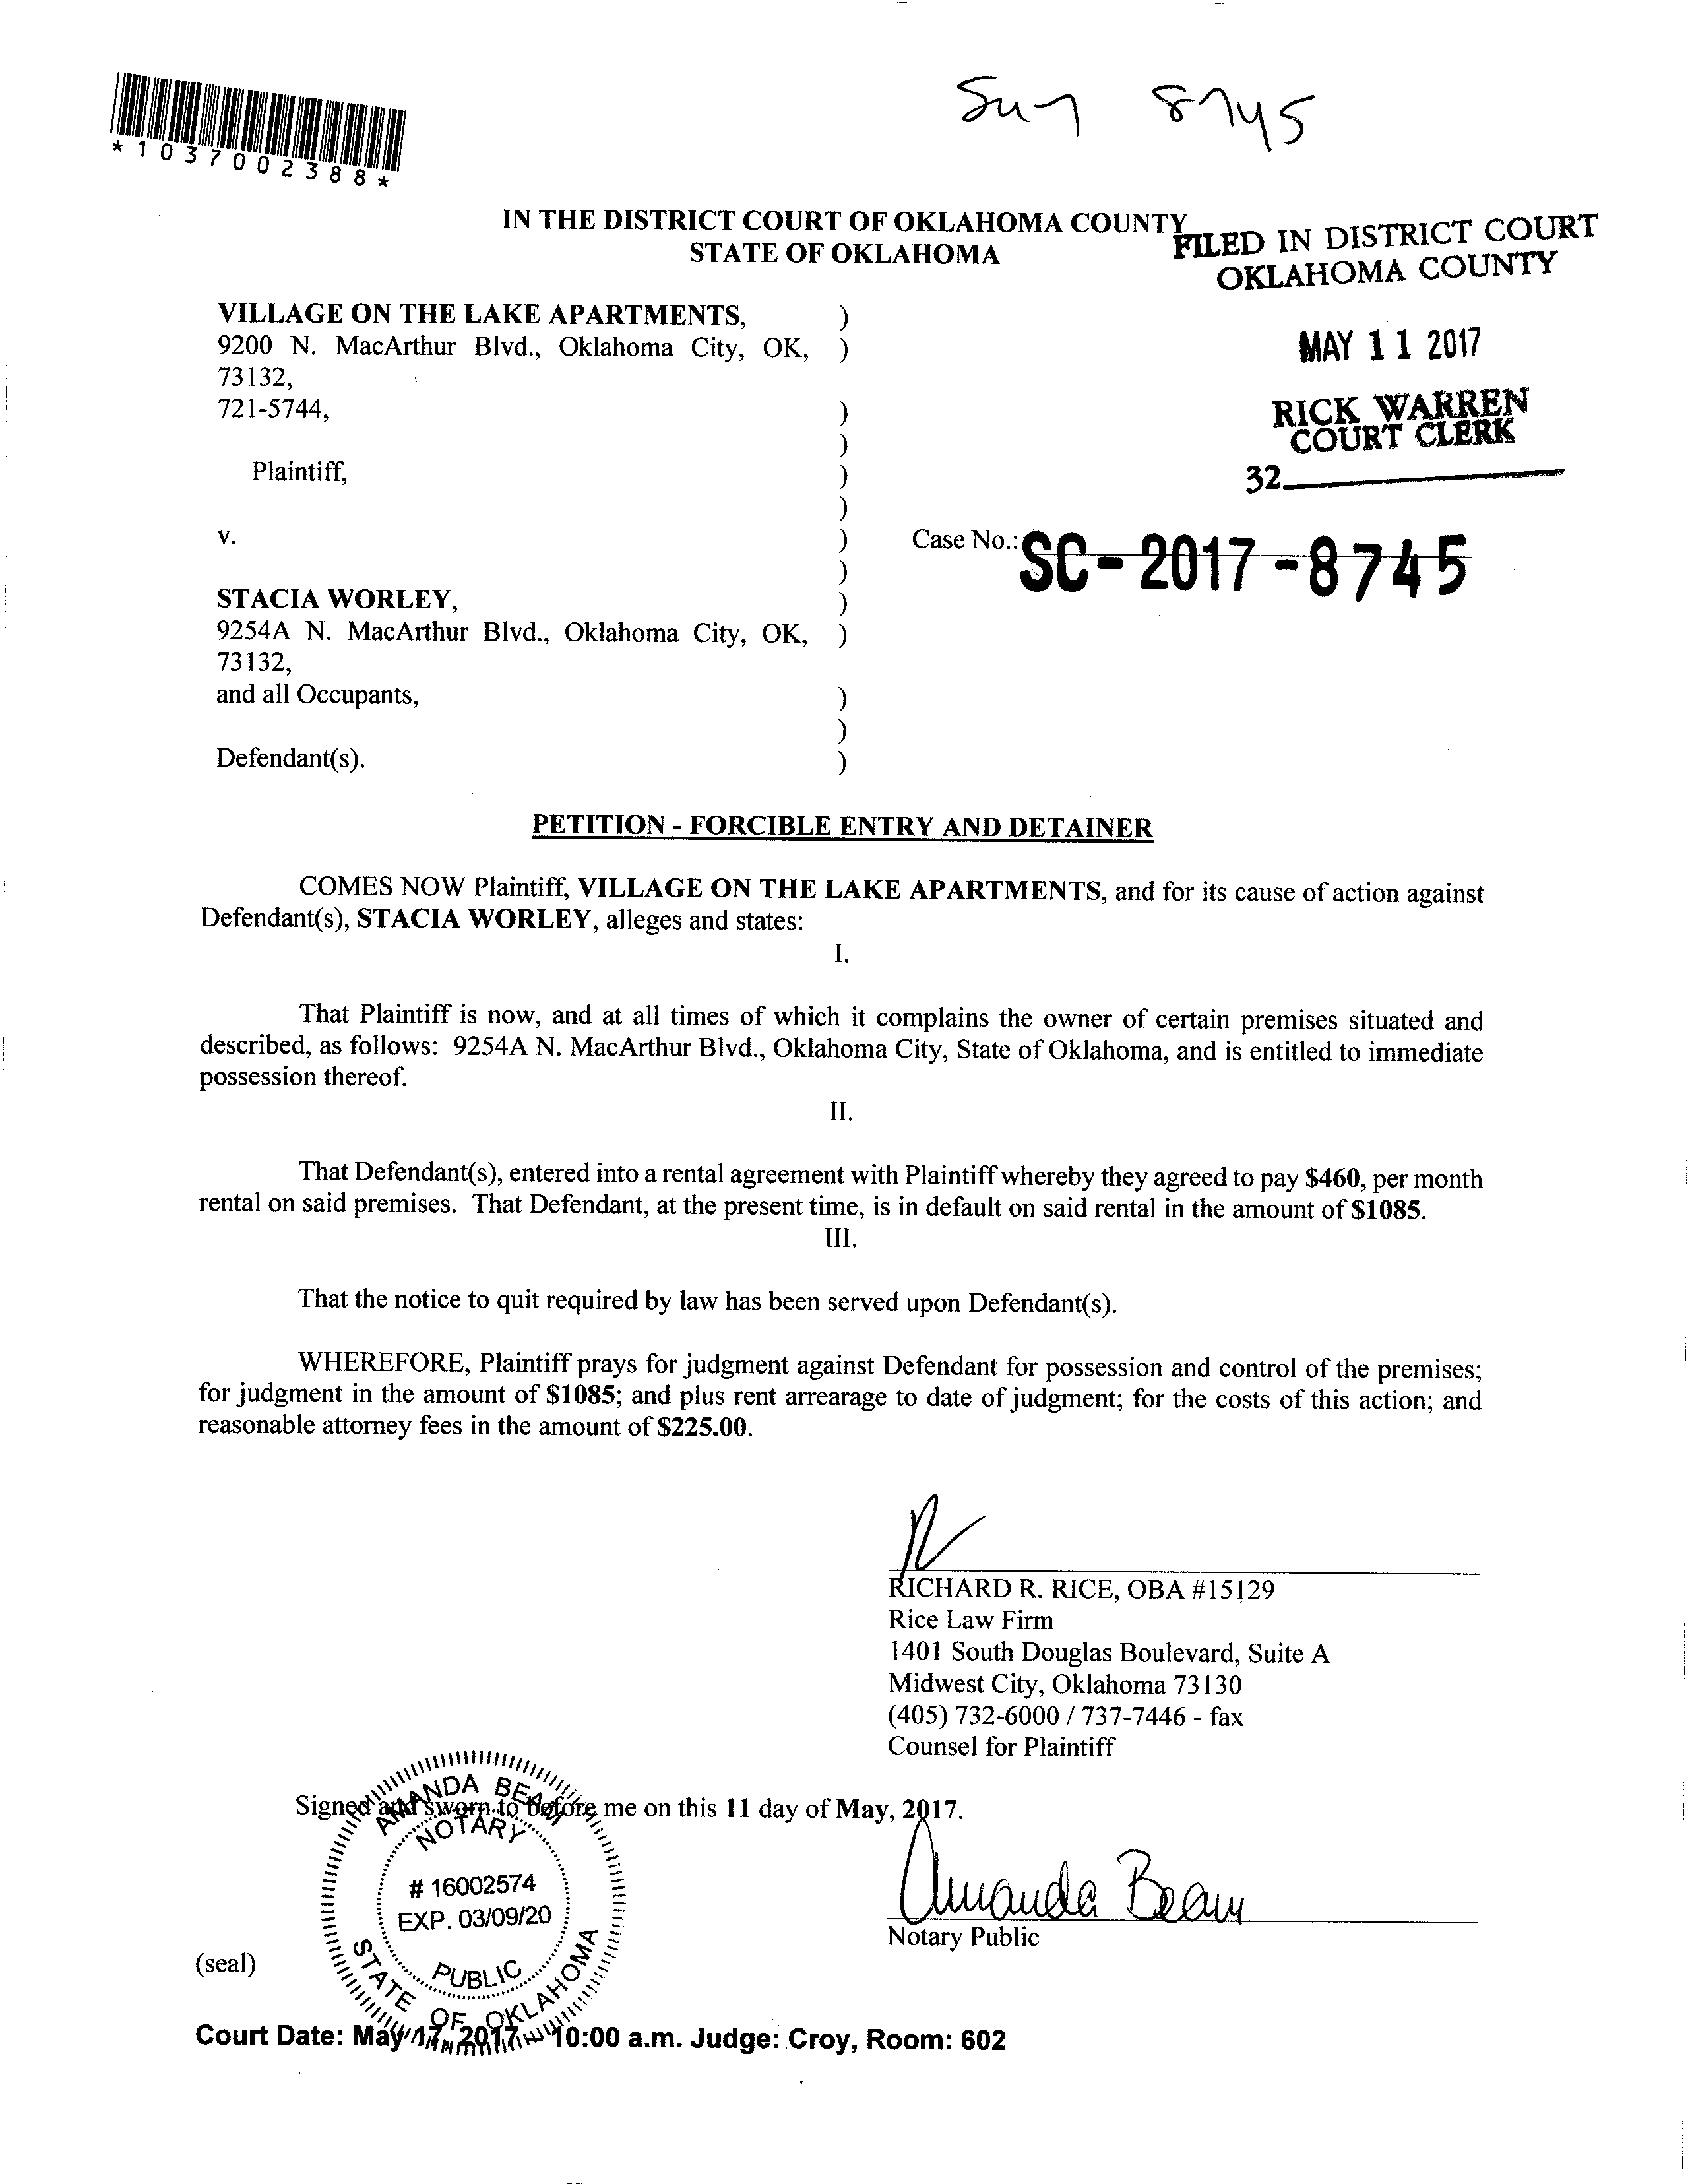 *1037002388*
8745
IN THE DISTRICT COURT OF OKLAHOMA COUNTY
STATE OF OKLAHOMA
FILED IN DISTRICT COURT
OKLAHOMA COUNTY
MAY 11 2017
RICK WARREN
COURT CLERK
32
VILLAGE ON THE LAKE APARTMENTS, )
9200 N. MacArthur Blvd., Oklahoma City, OK, )
73132,
721-5744, )
)
Plaintiff, )
)
v. )
Case No.: SC-2017-8745
)
STACIA WORLEY, )
9254A N. MacArthur Blvd., Oklahoma City, OK, )
73132,
and all Occupants, )
)
Defendant(s). )
PETITION - FORCIBLE ENTRY AND DETAINER
COMES NOW Plaintiff, VILLAGE ON THE LAKE APARTMENTS, and for its cause of action against
Defendant(s), STACIA WORLEY, alleges and states:
I.
That Plaintiff is now, and at all times of which it complains the owner of certain premises situated and
described, as follows: 9254A N. MacArthur Blvd., Oklahoma City, State of Oklahoma, and is entitled to immediate
possession thereof.
II.
That Defendant(s), entered into a rental agreement with Plaintiff whereby they agreed to pay $460, per month
rental on said premises. That Defendant, at the present time, is in default on said rental in the amount of $1085.
III.
That the notice to quit required by law has been served upon Defendant(s).
WHEREFORE, Plaintiff prays for judgment against Defendant for possession and control of the premises;
for judgment in the amount of $1085; and plus rent arrearage to date of judgment; for the costs of this action; and
reasonable attorney fees in the amount of $225.00.
RICHARD R. RICE, OBA #15129
Rice Law Firm
1401 South Douglas Boulevard, Suite A
Midwest City, Oklahoma 73130
(405) 732-6000 / 737-7446 - fax
Counsel for Plaintiff
Signed and sworn to before me on this 11 day of May, 2017.
AMANDA BEAM
NOTARY
# 16002574
EXP. 03/09/20
PUBLIC
STATE OF OKLAHOMA
Amanda Beam
Notary Public
(seal)
Court Date: May 17, 2017 10:00 a.m. Judge: Croy, Room: 602